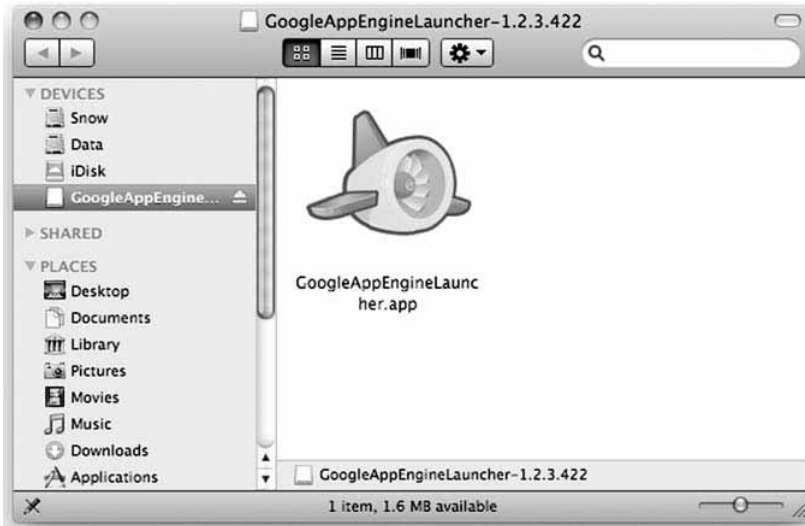 GoogleAppEngineLauncher-1.2.3.422
DEVICES
Snow
Data
iDisk
GoogleAppEngine...
SHARED
PLACES
Desktop
Documents
Library
Pictures
Movies
Music
Downloads
Applications
GoogleAppEngineLaunc
her.app
GoogleAppEngineLauncher-1.2.3.422
1 item, 1.6 MB available